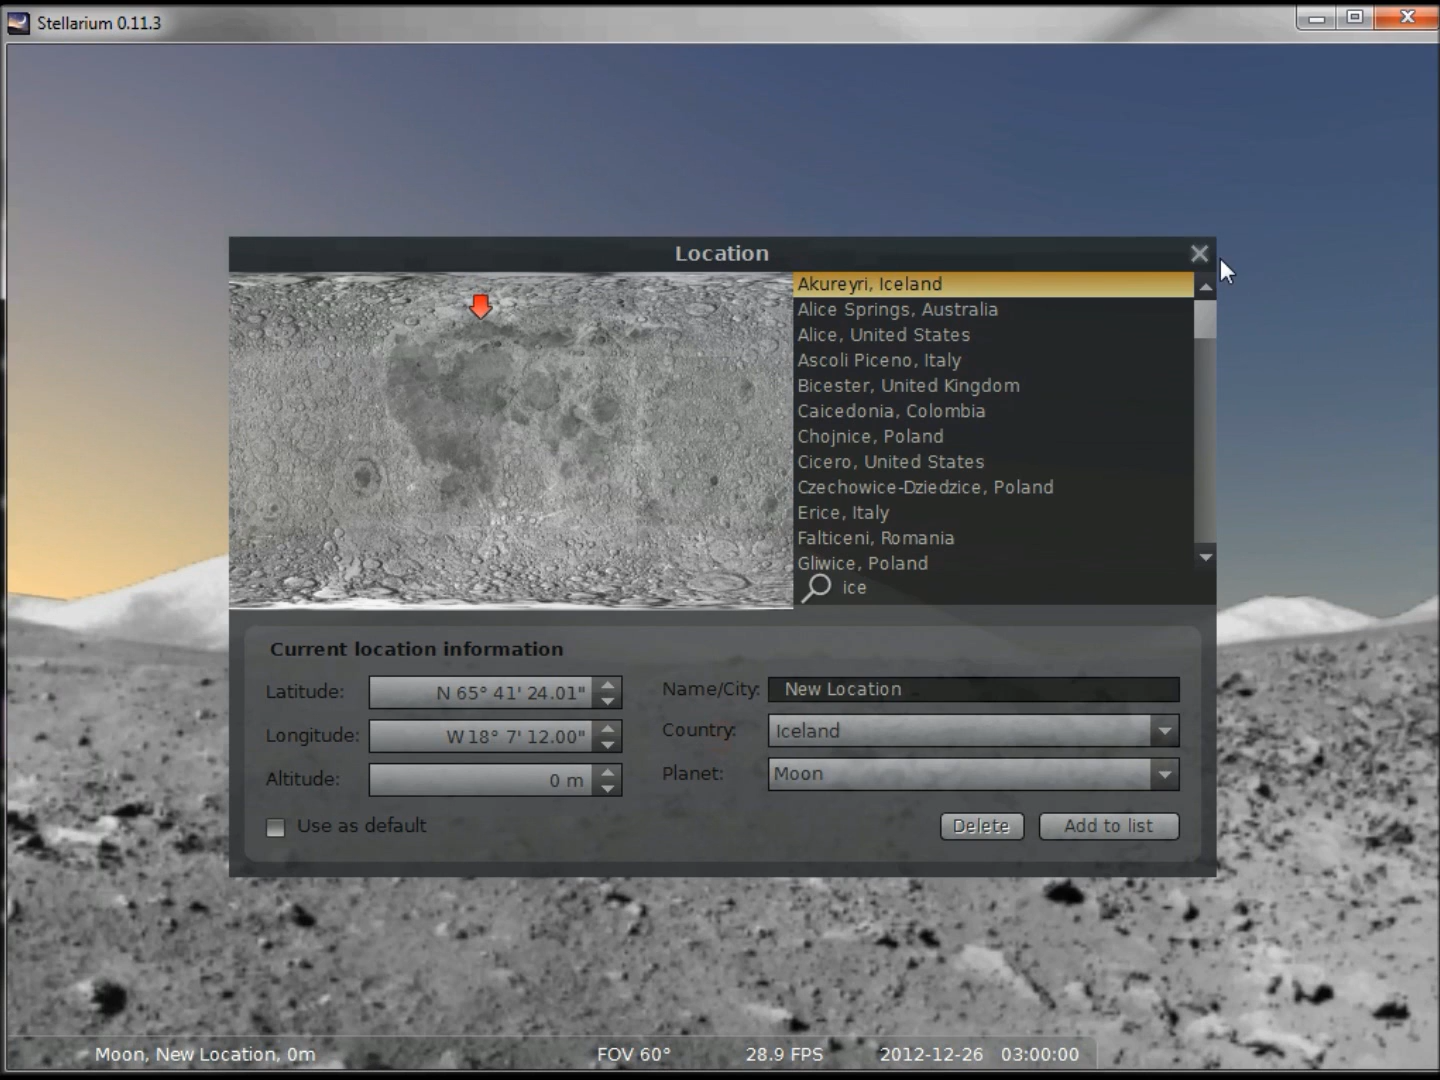 Stellarium 0.11.3
Location
Akureyri, Iceland
Alice Springs, Australia
Alice, United States
Ascoli Piceno, Italy
Bicester, United Kingdom
Caicedonia, Colombia
Chojnice, Poland
Cicero, United States
Czechowice-Dziedzice, Poland
Erice, Italy
Falticeni, Romania
Gliwice, Poland
ice
Current location information
Latitude: N 65° 41' 24.01"
Longitude: W 18° 7' 12.00"
Altitude: 0 m
Use as default
Name/City: New Location
Country: Iceland
Planet: Moon
Delete Add to list
Moon, New Location, 0m FOV 60° 28.9 FPS 2012-12-26 03:00:00